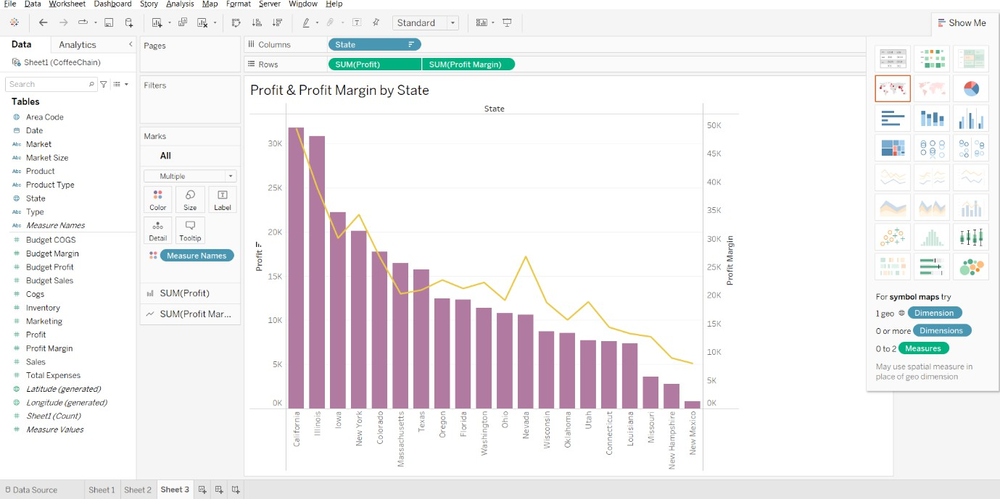 File Data Worksheet Dashboard Story Analysis Map Format Server Window Help
Standard
Show Me
Data Analytics
Sheet1 (CoffeeChain)
Search
Tables
Area Code
Date
Abc Market
Abc Market Size
Abc Product
Abc Product Type
State
Abc Type
Abc Measure Names
# Budget COGS
# Budget Margin
# Budget Profit
# Budget Sales
# Cogs
# Inventory
# Marketing
# Profit
# Profit Margin
# Sales
# Total Expenses
Latitude (generated)
Longitude (generated)
# Sheet1 (Count)
# Measure Values
Pages
Filters
Marks
All
Multiple
Color Size Label
Detail Tooltip
Measure Names
SUM(Profit)
SUM(Profit Mar...
Columns State
Rows SUM(Profit) SUM(Profit Margin)
Profit & Profit Margin by State
State
Profit
30K
25K
20K
15K
10K
5K
0K
50K
45K
40K
35K
30K
25K
20K
15K
10K
5K
0K
Profit Margin
California
Illinois
Iowa
New York
Colorado
Massachusetts
Texas
Oregon
Florida
Washington
Ohio
Nevada
Wisconsin
Oklahoma
Utah
Connecticut
Louisiana
Missouri
New Hampshire
New Mexico
For symbol maps try
1 geo Dimension
0 or more Dimensions
0 to 2 Measures
May use spatial measure in
place of geo dimension
Data Source Sheet 1 Sheet 2 Sheet 3